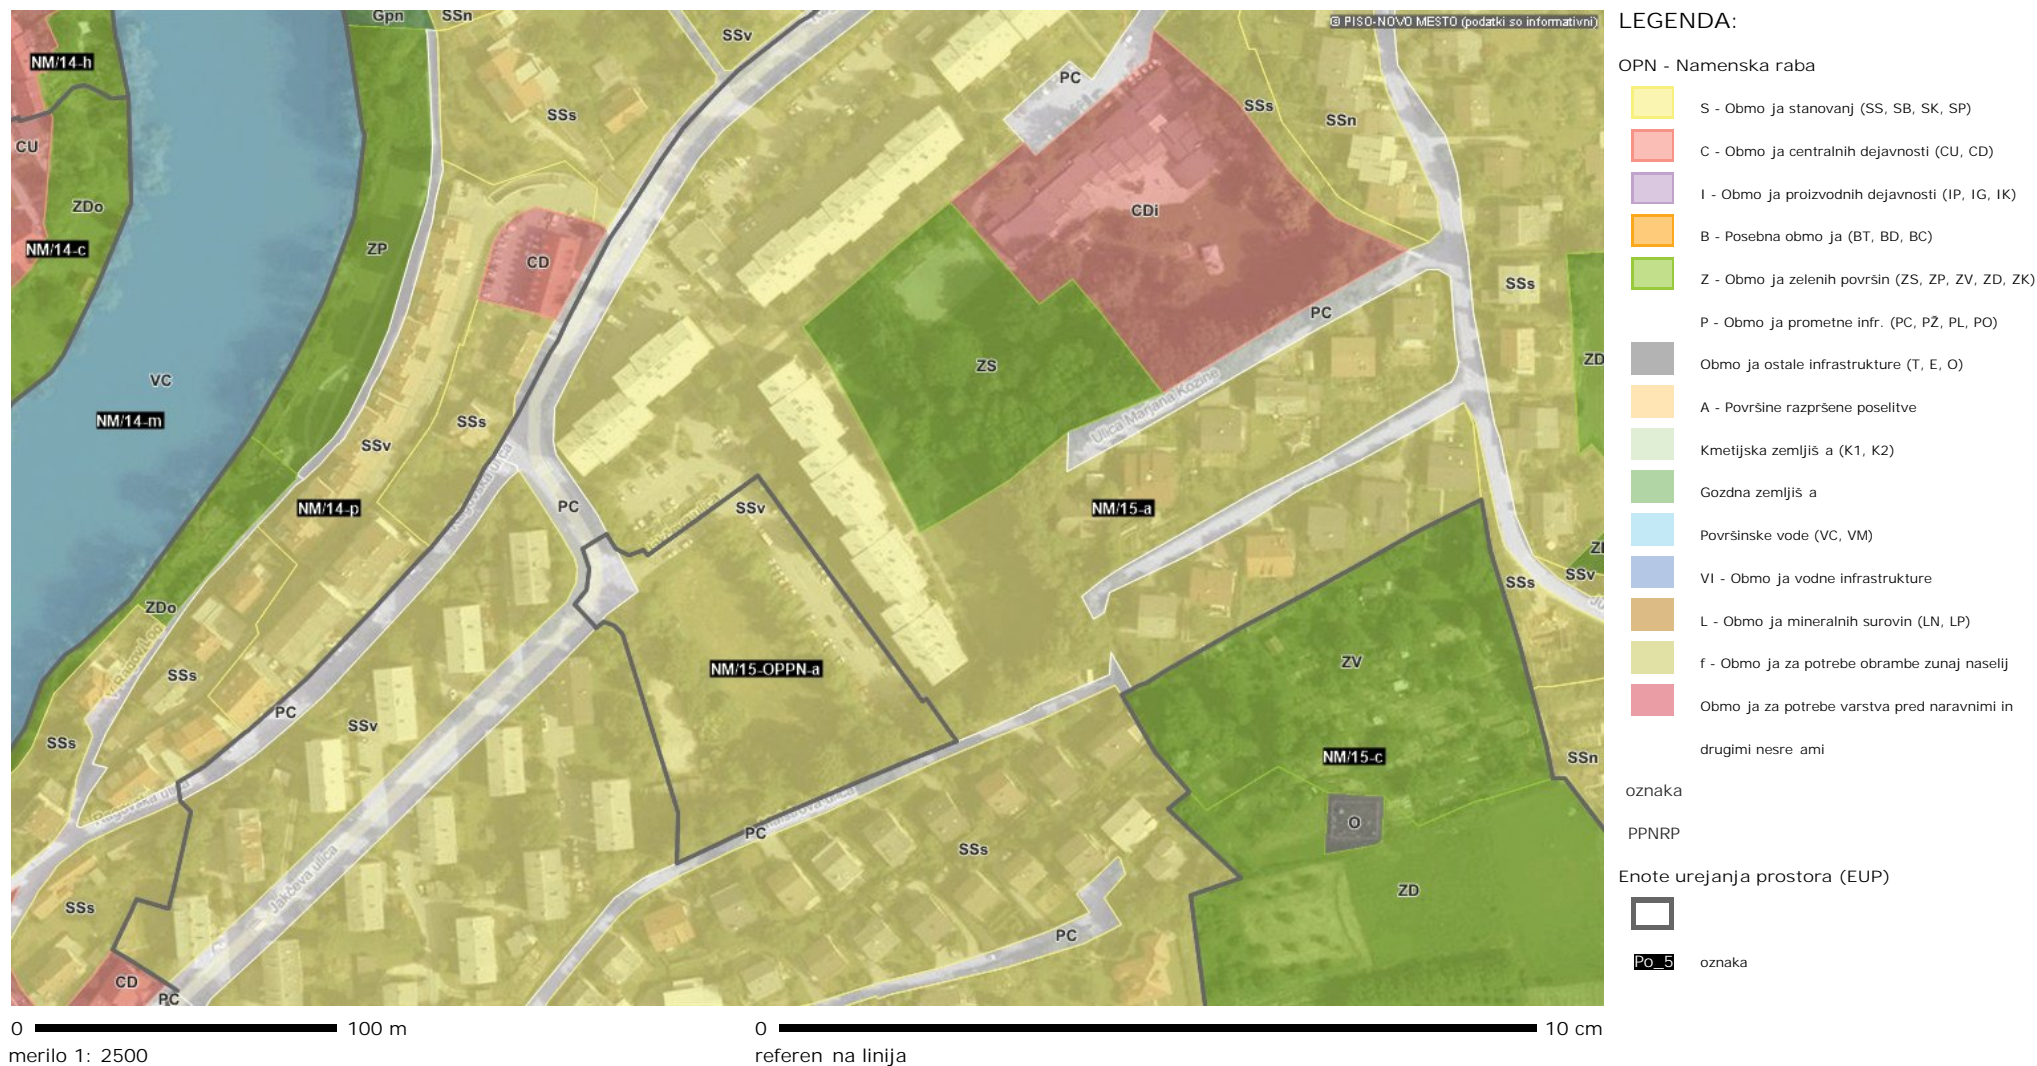 © PISO-NOVO MESTO (podatki so informativni)
Gpn
SSn
SSv
NM/14-h
PC
SSs
SSs
SSn
CU
ZDo
CDi
NM/14-c
ZP
CD
SSs
PC
ZS
ZD
VC
NM/14-m
SSs
Ulica Marjana Kozine
SSv
NM/14-p
PC
SSv
NM/15-a
SSs
SSv
ZDo
NM/15-OPPN-a
ZV
SSs
PC
SSv
SSs
NM/15-c
SSn
Ragovska ulica
PC
O
SSs
Jakčeva ulica
ZD
SSs
PC
CD
PC
LEGENDA:
OPN - Namenska raba
S - Obmo ja stanovanj (SS, SB, SK, SP)
C - Obmo ja centralnih dejavnosti (CU, CD)
I - Obmo ja proizvodnih dejavnosti (IP, IG, IK)
B - Posebna obmo ja (BT, BD, BC)
Z - Obmo ja zelenih površin (ZS, ZP, ZV, ZD, ZK)
P - Obmo ja prometne infr. (PC, PŽ, PL, PO)
Obmo ja ostale infrastrukture (T, E, O)
A - Površine razpršene poselitve
Kmetijska zemljiš a (K1, K2)
Gozdna zemljiš a
Površinske vode (VC, VM)
VI - Obmo ja vodne infrastrukture
L - Obmo ja mineralnih surovin (LN, LP)
f - Obmo ja za potrebe obrambe zunaj naselij
Obmo ja za potrebe varstva pred naravnimi in
drugimi nesre ami
oznaka
PPNRP
Enote urejanja prostora (EUP)
Po_5 oznaka
0 100 m
merilo 1: 2500
0 10 cm
referen na linija